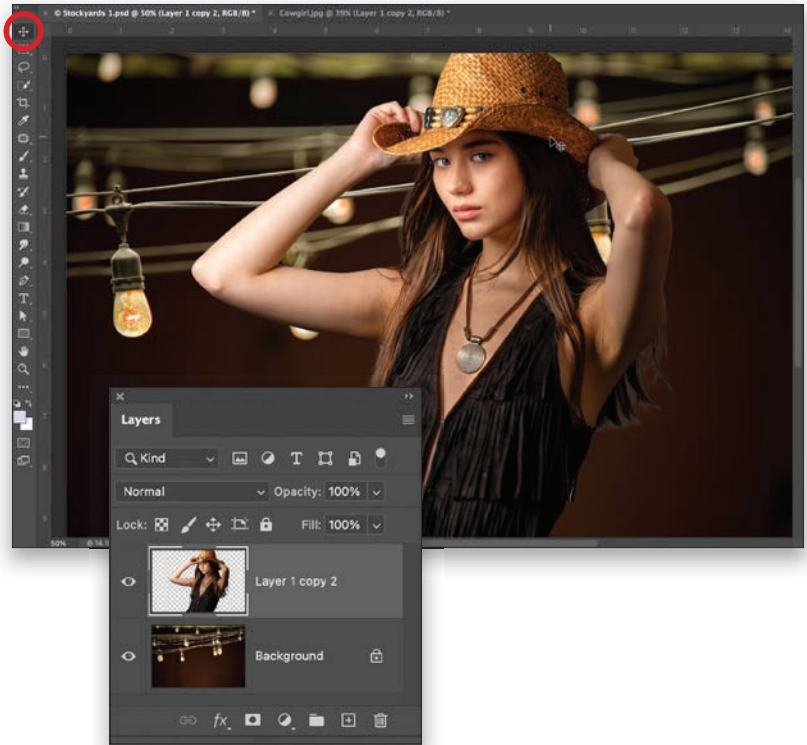 © Stockyards 1.psd @ 50% (Layer 1 copy 2, RGB/8) *
Cowgirl.jpg @ 39% (Layer 1 copy 2, RGB/8) *
50%
Layers
Kind
Normal
Opacity: 100%
Lock:
Fill: 100%
Layer 1 copy 2
Background
fx